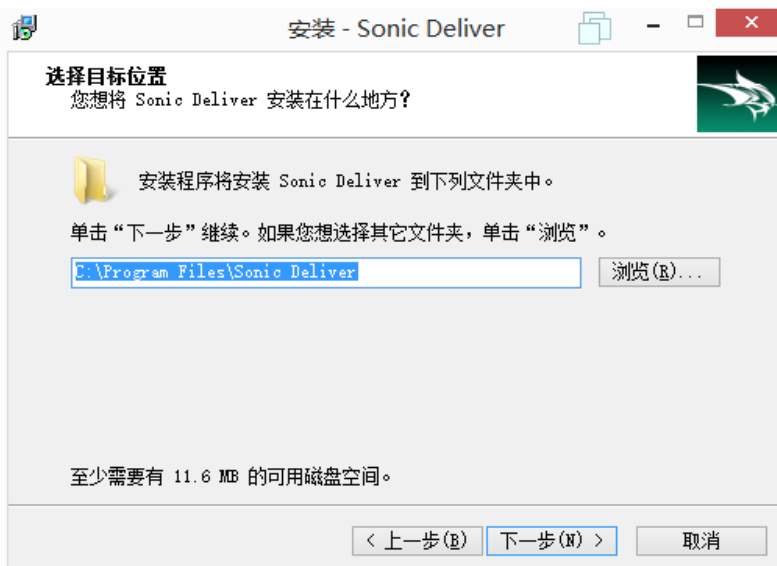 安装 - Sonic Deliver
选择目标位置
您想将 Sonic Deliver 安装在什么地方?
安装程序将安装 Sonic Deliver 到下列文件夹中。
单击“下一步”继续。如果您想选择其它文件夹，单击“浏览”。
C:\Program Files\Sonic Deliver
浏览(R)...
至少需要有 11.6 MB 的可用磁盘空间。
< 上一步(B)
下一步(N) >
取消